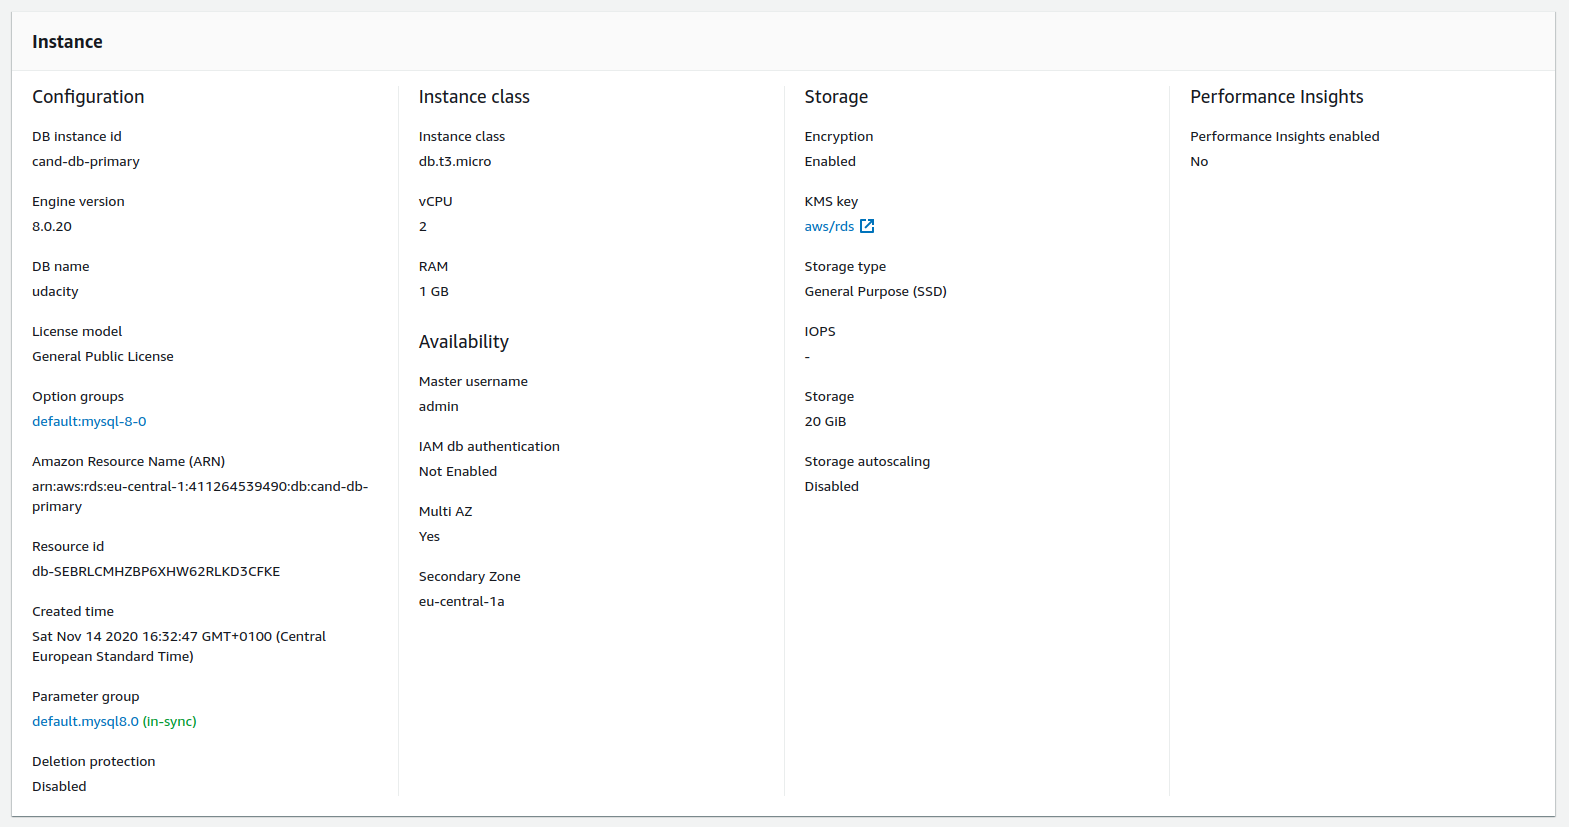 Instance
Configuration
DB instance id
cand-db-primary
Engine version
8.0.20
DB name
udacity
License model
General Public License
Option groups
default:mysql-8-0
Amazon Resource Name (ARN)
arn:aws:rds:eu-central-1:411264539490:db:cand-db-
primary
Resource id
db-SEBRLCMHZBP6XHW62RLKD3CFKE
Created time
Sat Nov 14 2020 16:32:47 GMT+0100 (Central
European Standard Time)
Parameter group
default.mysql8.0 (in-sync)
Deletion protection
Disabled
Instance class
Instance class
db.t3.micro
vCPU
2
RAM
1 GB
Availability
Master username
admin
IAM db authentication
Not Enabled
Multi AZ
Yes
Secondary Zone
eu-central-1a
Storage
Encryption
Enabled
KMS key
aws/rds
Storage type
General Purpose (SSD)
IOPS
-
Storage
20 GiB
Storage autoscaling
Disabled
Performance Insights
Performance Insights enabled
No